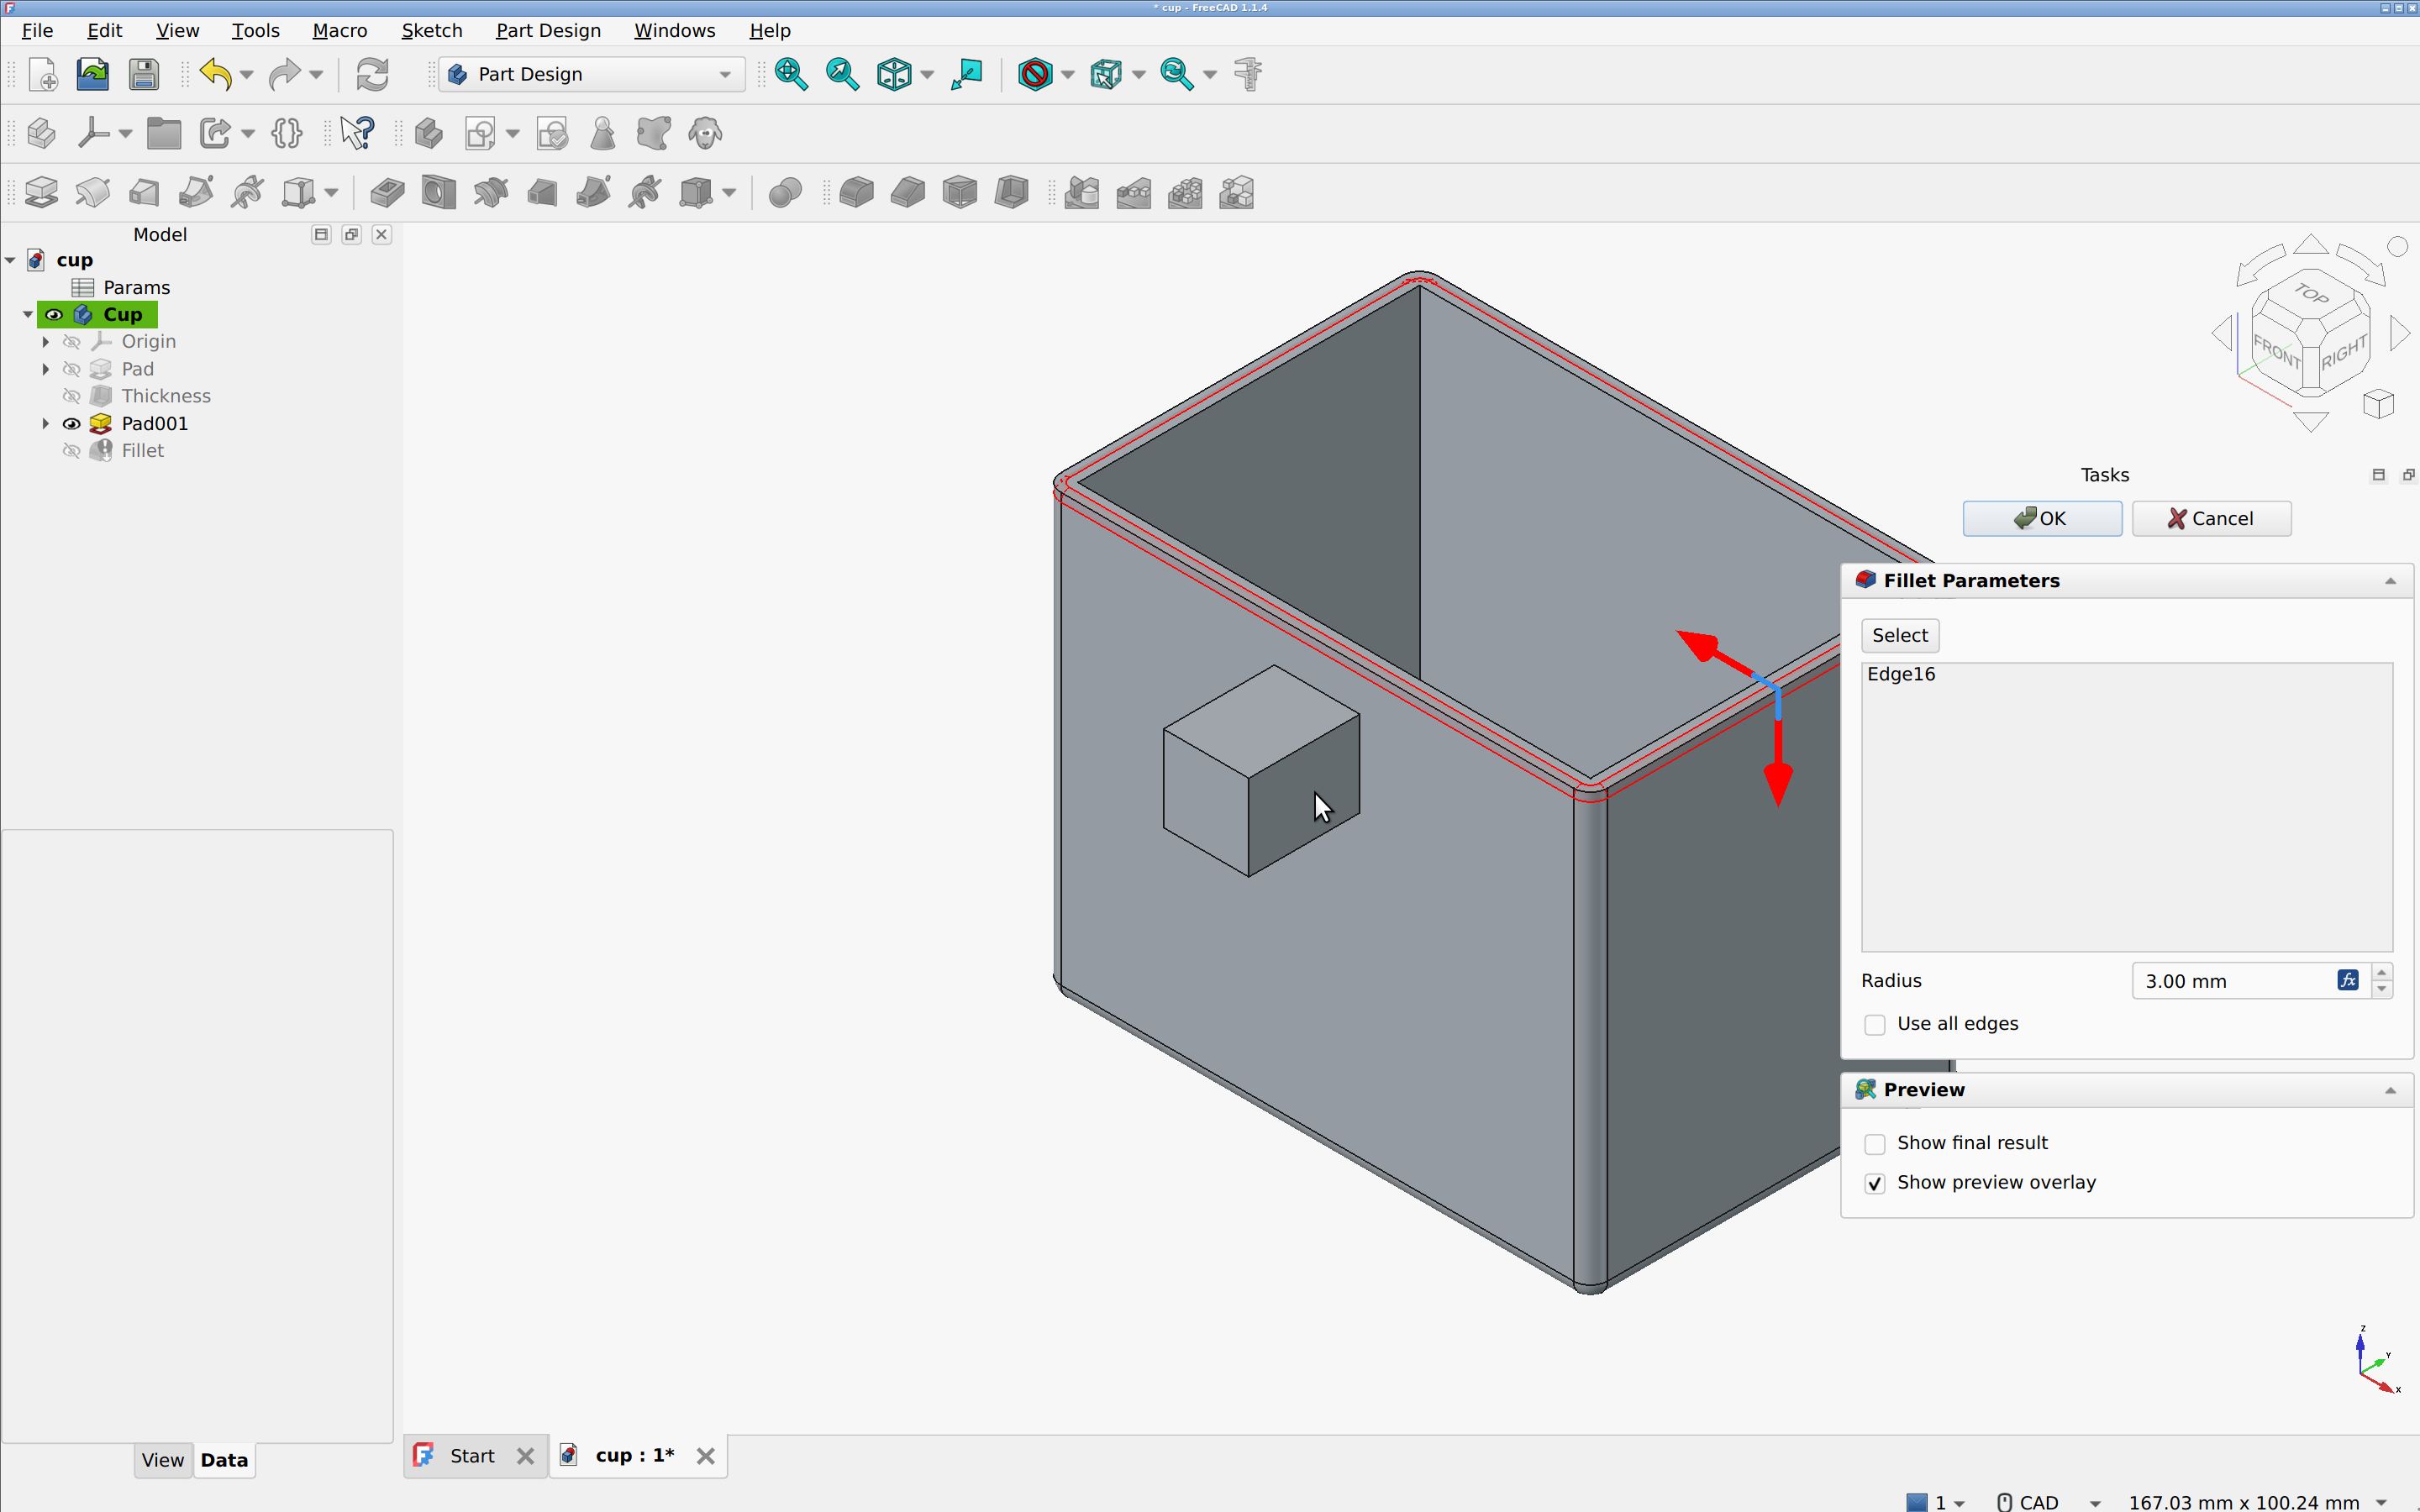 * cup - FreeCAD 1.1.4
File Edit View Tools Macro Sketch Part Design Windows Help
Part Design
Model
cup
Params
Cup
Origin
Pad
Thickness
Pad001
Fillet
TOP
FRONT
RIGHT
Tasks
OK Cancel
Fillet Parameters
Select
Edge16
Radius 3.00 mm
Use all edges
Preview
Show final result
Show preview overlay
Z
Y
X
View Data
Start cup : 1*
1 CAD 167.03 mm x 100.24 mm